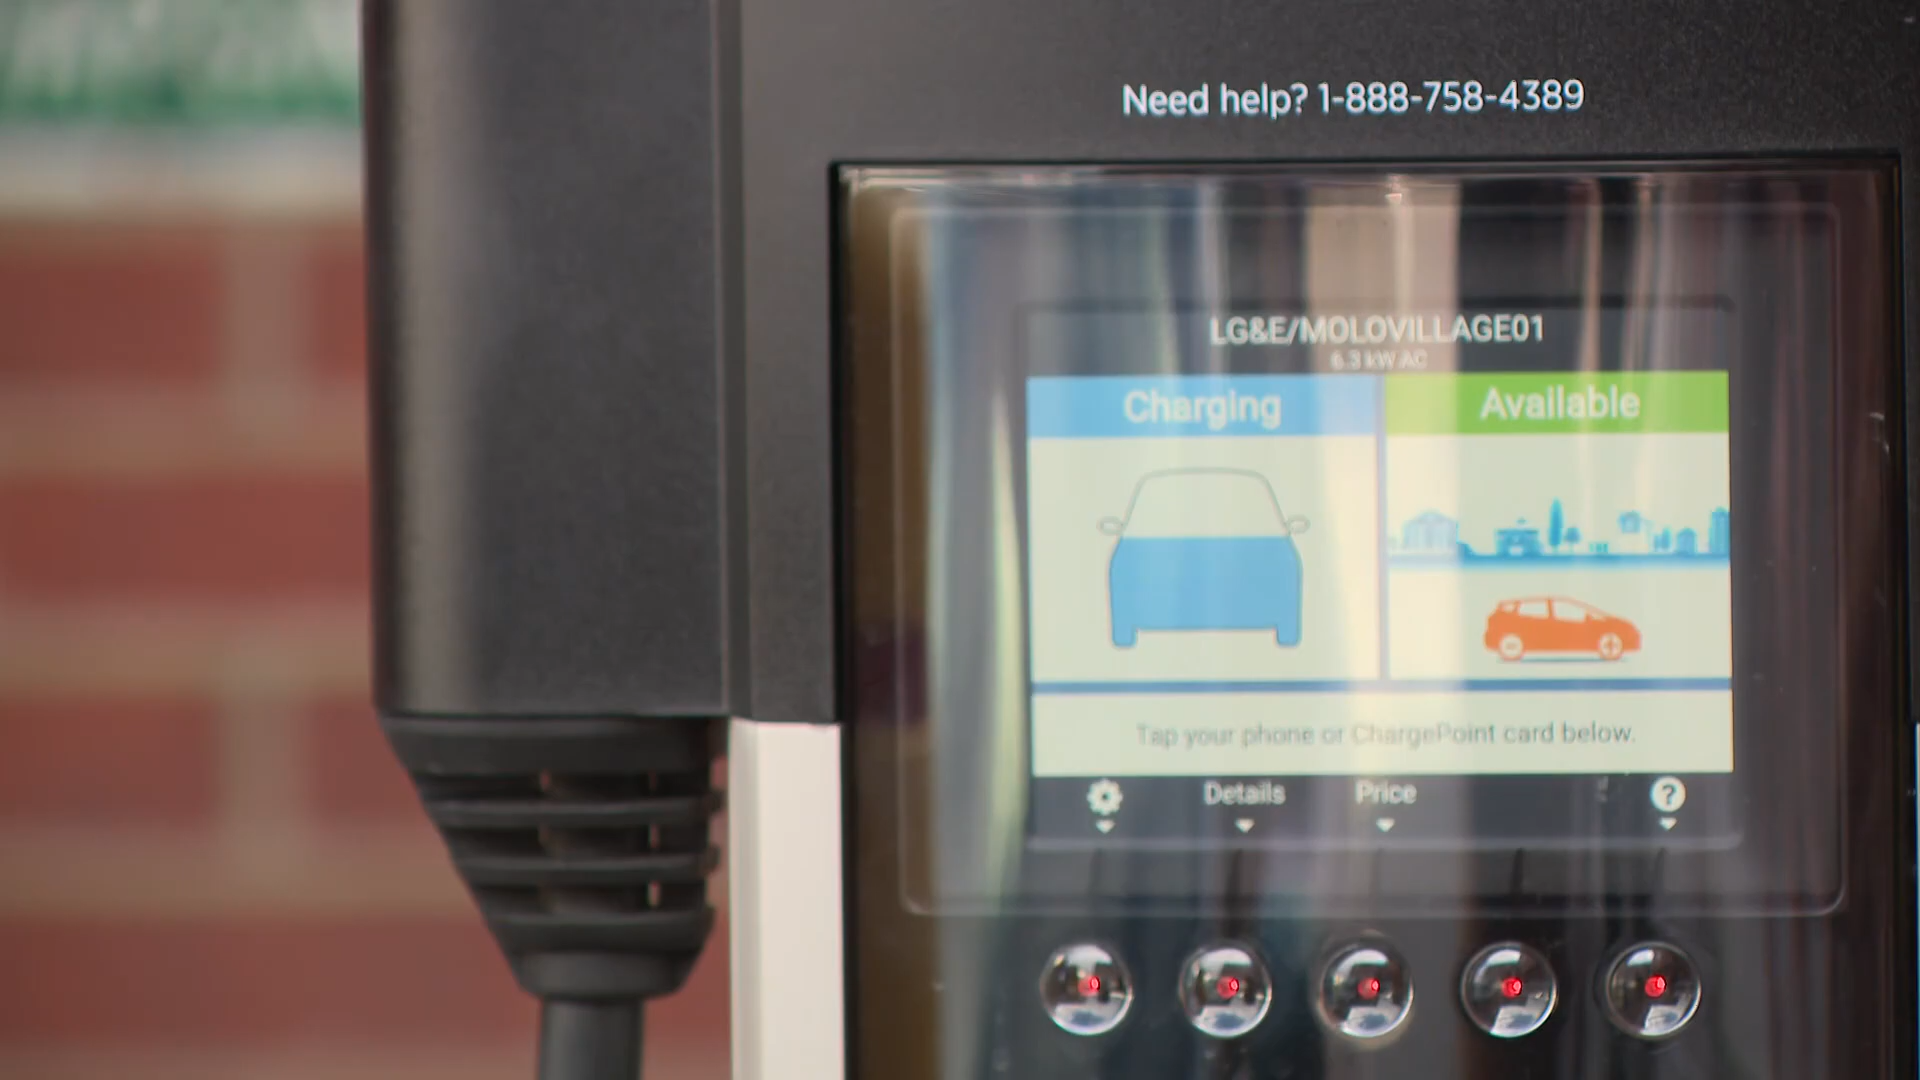 Need help? 1-888-758-4389
LG&E/MOLOVILLAGE01
6.3 kW AC
Charging
Available
Tap your phone or ChargePoint card below.
Details
Price
?